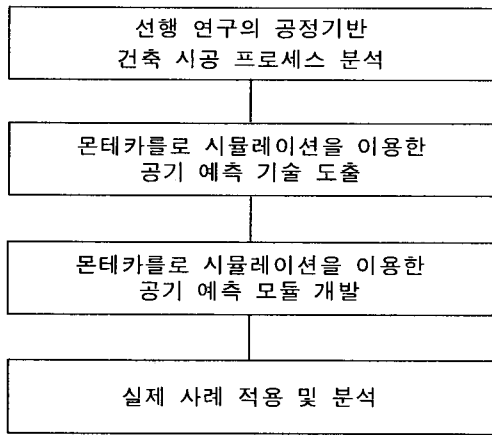 선행 연구의 공정기반
건축 시공 프로세스 분석
몬테카를로 시뮬레이션을 이용한
공기 예측 기술 도출
몬테카를로 시뮬레이션을 이용한
공기 예측 모듈 개발
실제 사례 적용 및 분석